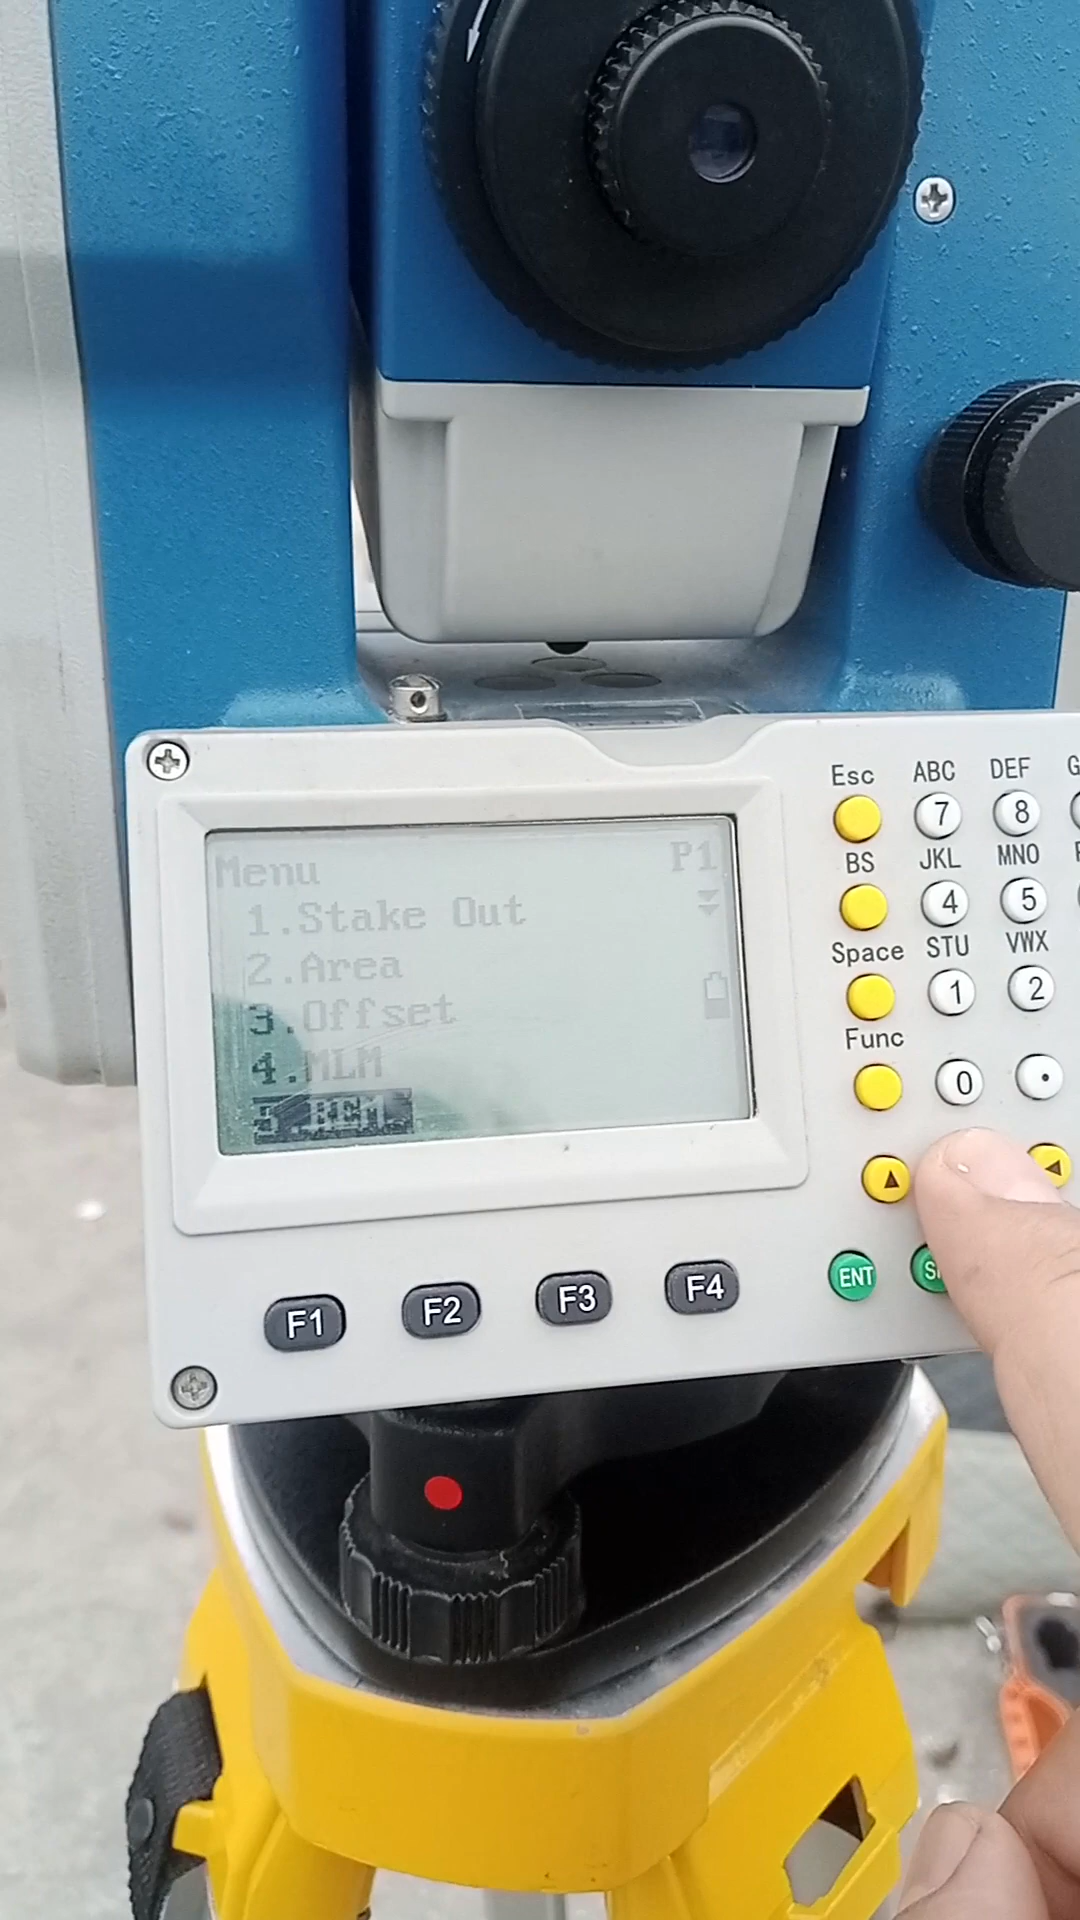 Menu P1
1.Stake Out
2.Area
3.Offset
4.MLM
Esc ABC DEF
7 8
BS JKL MNO
4 5
Space STU VWX
1 2
Func
0 .
ENT
F1 F2 F3 F4